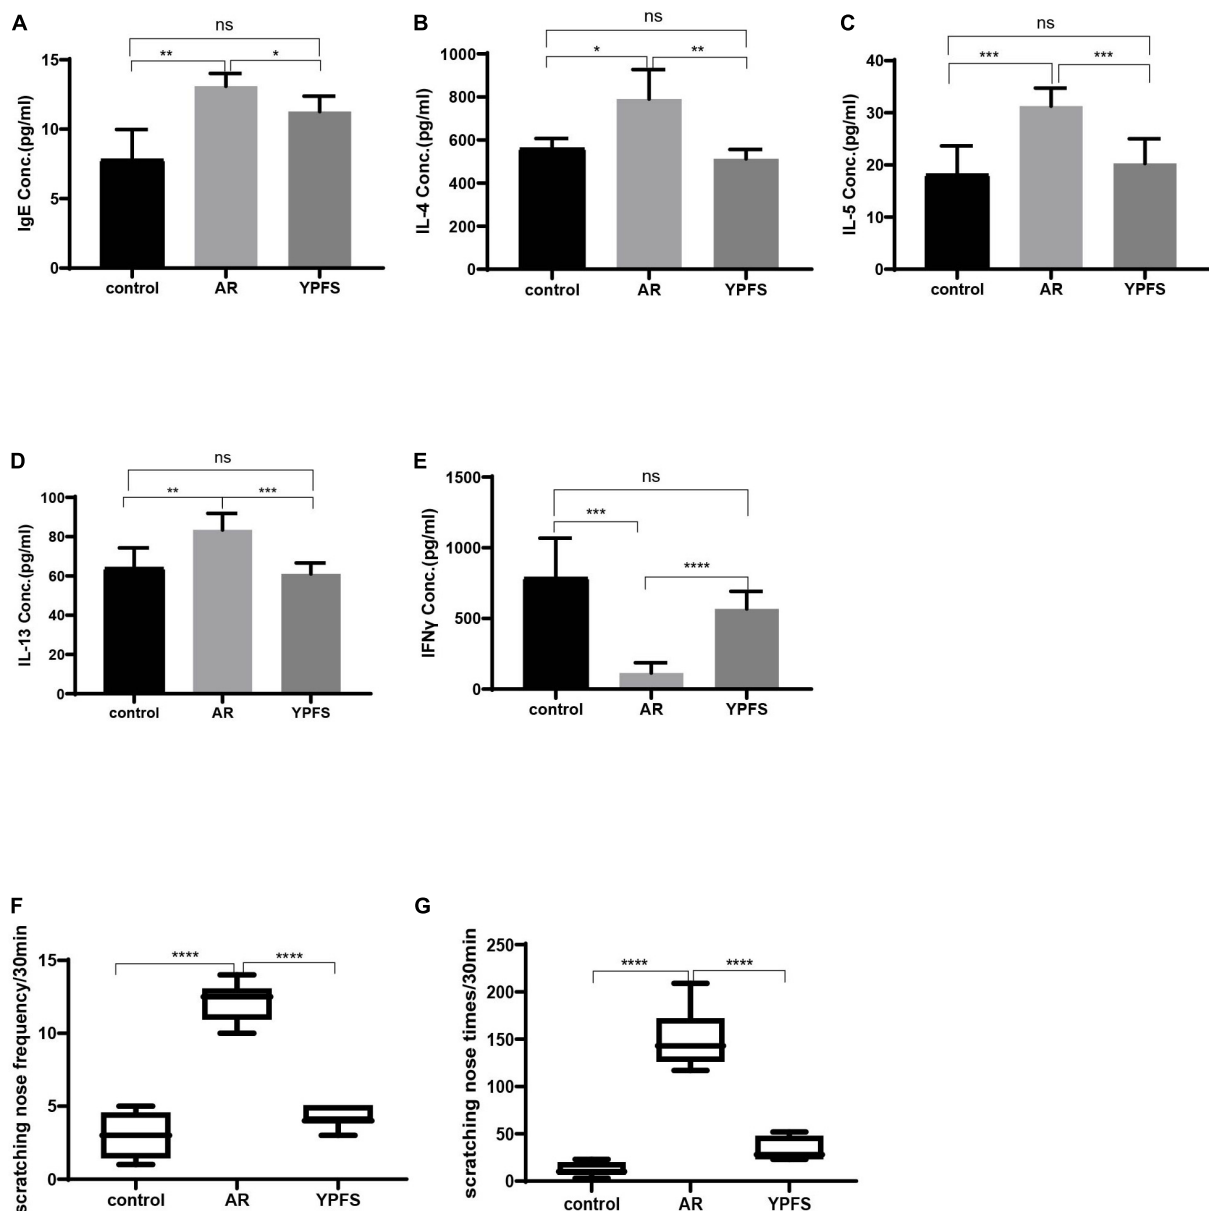 A
ns
** *
IgE Conc.(pg/ml)
15
10
5
0
control AR YPFS
B
ns
* **
IL-4 Conc.(pg/ml)
1000
800
600
400
200
0
control AR YPFS
C
ns
*** ***
IL-5 Conc.(pg/ml)
40
30
20
10
0
control AR YPFS
D
ns
** ***
IL-13 Conc.(pg/ml)
100
80
60
40
20
0
control AR YPFS
E
ns
***
****
IFNγ Conc.(pg/ml)
1500
1000
500
0
control AR YPFS
F
**** ****
scratching nose frequency/30min
15
10
5
0
control AR YPFS
G
**** ****
scratching nose times/30min
250
200
150
100
50
0
control AR YPFS